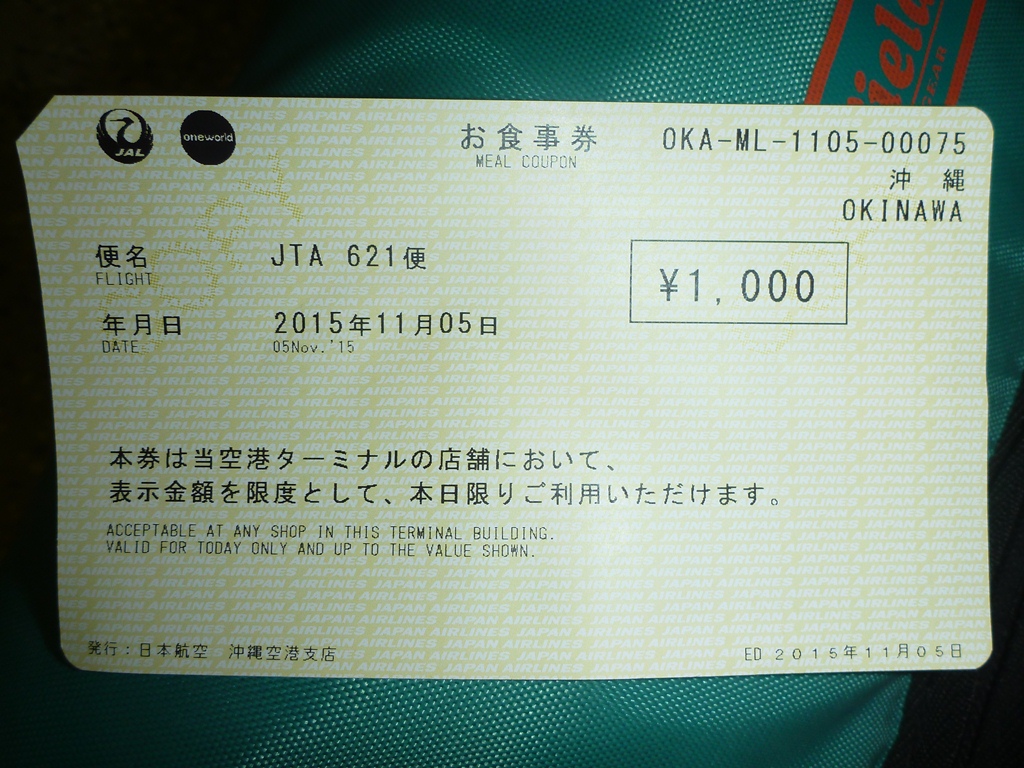 JAL
oneworld
お食事券
MEAL COUPON
OKA-ML-1105-00075
沖 縄
OKINAWA
便名 JTA 621便
FLIGHT
¥1,000
年月日 2015年11月05日
DATE 05Nov.'15
本券は当空港ターミナルの店舗において、
表示金額を限度として、本日限りご利用いただけます。
ACCEPTABLE AT ANY SHOP IN THIS TERMINAL BUILDING.
VALID FOR TODAY ONLY AND UP TO THE VALUE SHOWN.
発行：日本航空 沖縄空港支店
ED 2015年11月05日
JAPAN AIRLINES
GEAR